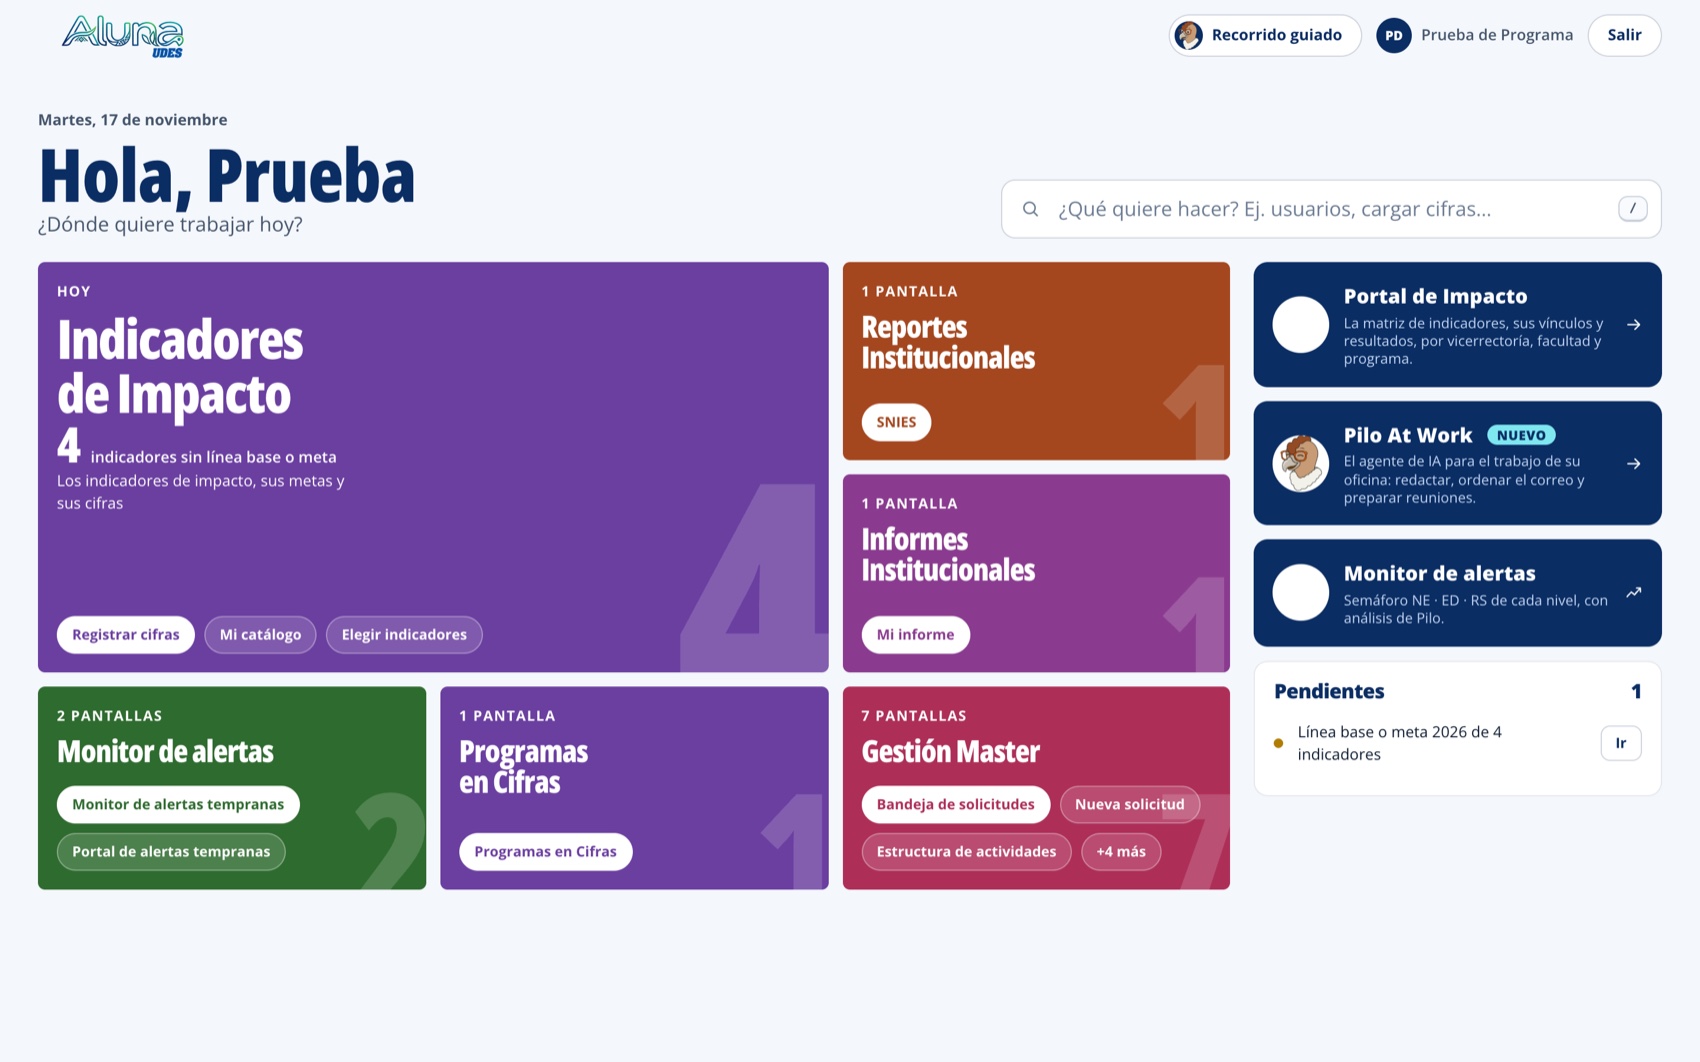 Aluna
UDES
Recorrido guiado
PD
Prueba de Programa
Salir
Martes, 17 de noviembre
Hola, Prueba
¿Dónde quiere trabajar hoy?
¿Qué quiere hacer? Ej. usuarios, cargar cifras...
/
HOY
Indicadores
de Impacto
4 indicadores sin línea base o meta
Los indicadores de impacto, sus metas y
sus cifras
4
Registrar cifras
Mi catálogo
Elegir indicadores
1 PANTALLA
Reportes
Institucionales
1
SNIES
1 PANTALLA
Informes
Institucionales
1
Mi informe
2 PANTALLAS
Monitor de alertas
Monitor de alertas tempranas
Portal de alertas tempranas
2
1 PANTALLA
Programas
en Cifras
Programas en Cifras
1
7 PANTALLAS
Gestión Master
Bandeja de solicitudes
Nueva solicitud
Estructura de actividades
+4 más
7
Portal de Impacto
La matriz de indicadores, sus vínculos y
resultados, por vicerrectoría, facultad y
programa.
Pilo At Work NUEVO
El agente de IA para el trabajo de su
oficina: redactar, ordenar el correo y
preparar reuniones.
Monitor de alertas
Semáforo NE · ED · RS de cada nivel, con
análisis de Pilo.
Pendientes 1
Línea base o meta 2026 de 4
indicadores
Ir